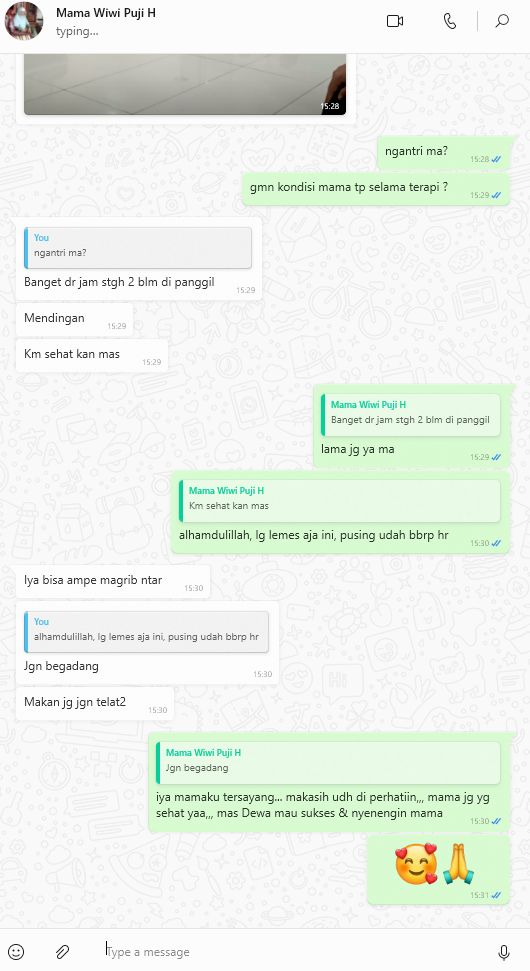 Mama Wiwi Puji H
typing...
15:28
ngantri ma?
15:28
gmn kondisi mama tp selama terapi ?
15:29
You
ngantri ma?
Banget dr jam stgh 2 blm di panggil
15:29
Mendingan
15:29
Km sehat kan mas
15:29
Mama Wiwi Puji H
Banget dr jam stgh 2 blm di panggil
lama jg ya ma
15:29
Mama Wiwi Puji H
Km sehat kan mas
alhamdulillah, lg lemes aja ini, pusing udah bbrp hr
15:30
Iya bisa ampe magrib ntar
15:30
You
alhamdulillah, lg lemes aja ini, pusing udah bbrp hr
Jgn begadang
15:30
Makan jg jgn telat2
15:30
Mama Wiwi Puji H
Jgn begadang
iya mamaku tersayang... makasih udh di perhatiin,,, mama jg yg
sehat yaa,,, mas Dewa mau sukses & nyenengin mama
15:30
🥰🙏
15:31
Type a message